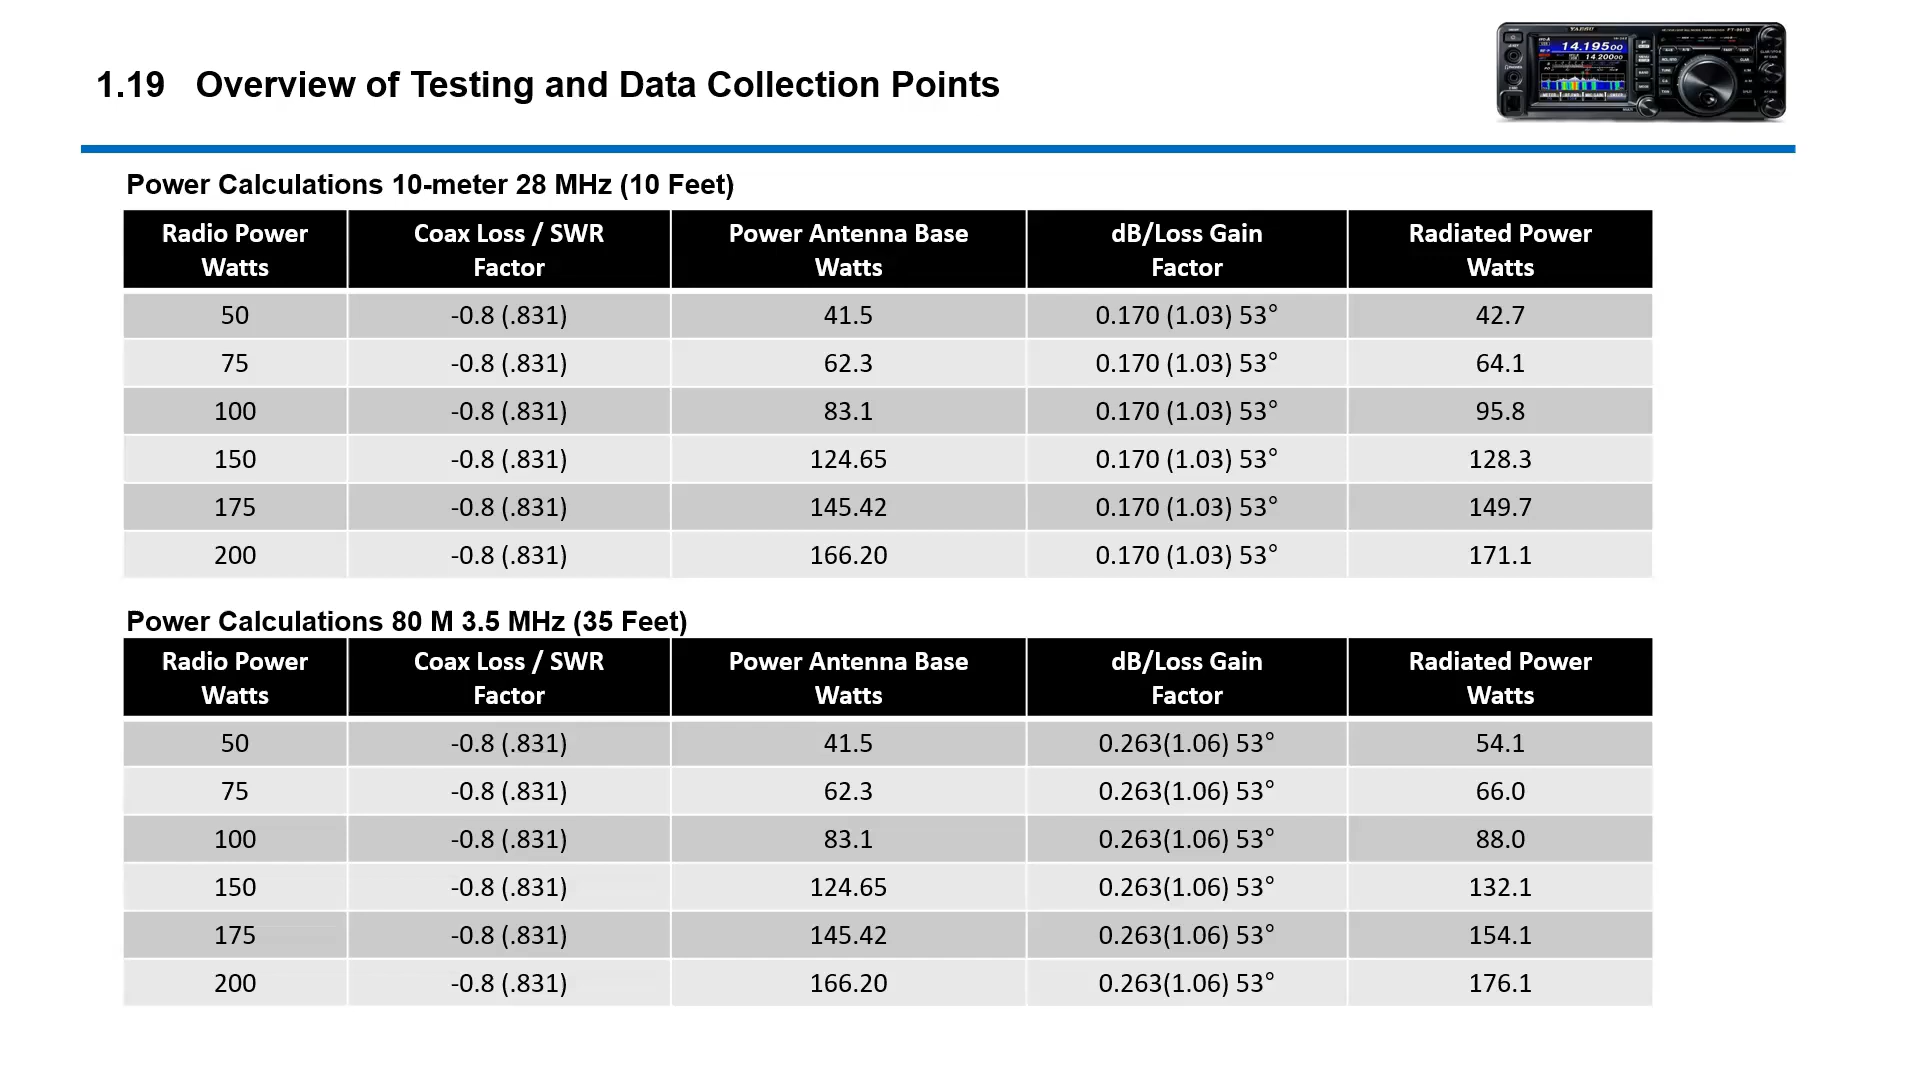 1.19 Overview of Testing and Data Collection Points
YAESU
14.19500
14.20000
Power Calculations 10-meter 28 MHz (10 Feet)
Radio Power Watts Coax Loss / SWR Factor Power Antenna Base Watts dB/Loss Gain Factor Radiated Power Watts
50 -0.8 (.831) 41.5 0.170 (1.03) 53° 42.7
75 -0.8 (.831) 62.3 0.170 (1.03) 53° 64.1
100 -0.8 (.831) 83.1 0.170 (1.03) 53° 95.8
150 -0.8 (.831) 124.65 0.170 (1.03) 53° 128.3
175 -0.8 (.831) 145.42 0.170 (1.03) 53° 149.7
200 -0.8 (.831) 166.20 0.170 (1.03) 53° 171.1
Power Calculations 80 M 3.5 MHz (35 Feet)
Radio Power Watts Coax Loss / SWR Factor Power Antenna Base Watts dB/Loss Gain Factor Radiated Power Watts
50 -0.8 (.831) 41.5 0.263(1.06) 53° 54.1
75 -0.8 (.831) 62.3 0.263(1.06) 53° 66.0
100 -0.8 (.831) 83.1 0.263(1.06) 53° 88.0
150 -0.8 (.831) 124.65 0.263(1.06) 53° 132.1
175 -0.8 (.831) 145.42 0.263(1.06) 53° 154.1
200 -0.8 (.831) 166.20 0.263(1.06) 53° 176.1